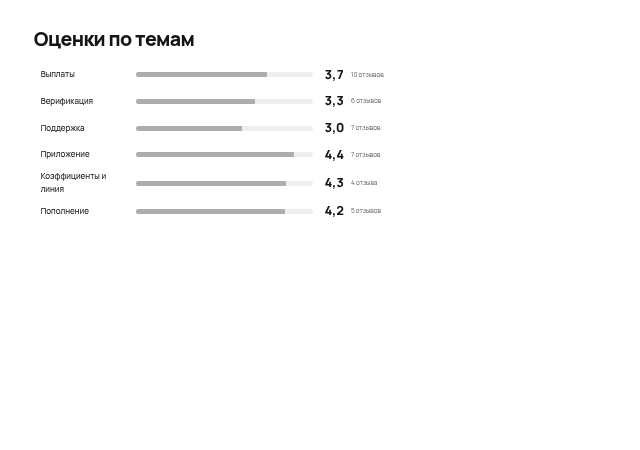 Оценки по темам
Выплаты 3,7 10 отзывов
Верификация 3,3 6 отзывов
Поддержка 3,0 7 отзывов
Приложение 4,4 7 отзывов
Коэффициенты и
линия 4,3 4 отзыва
Пополнение 4,2 5 отзывов